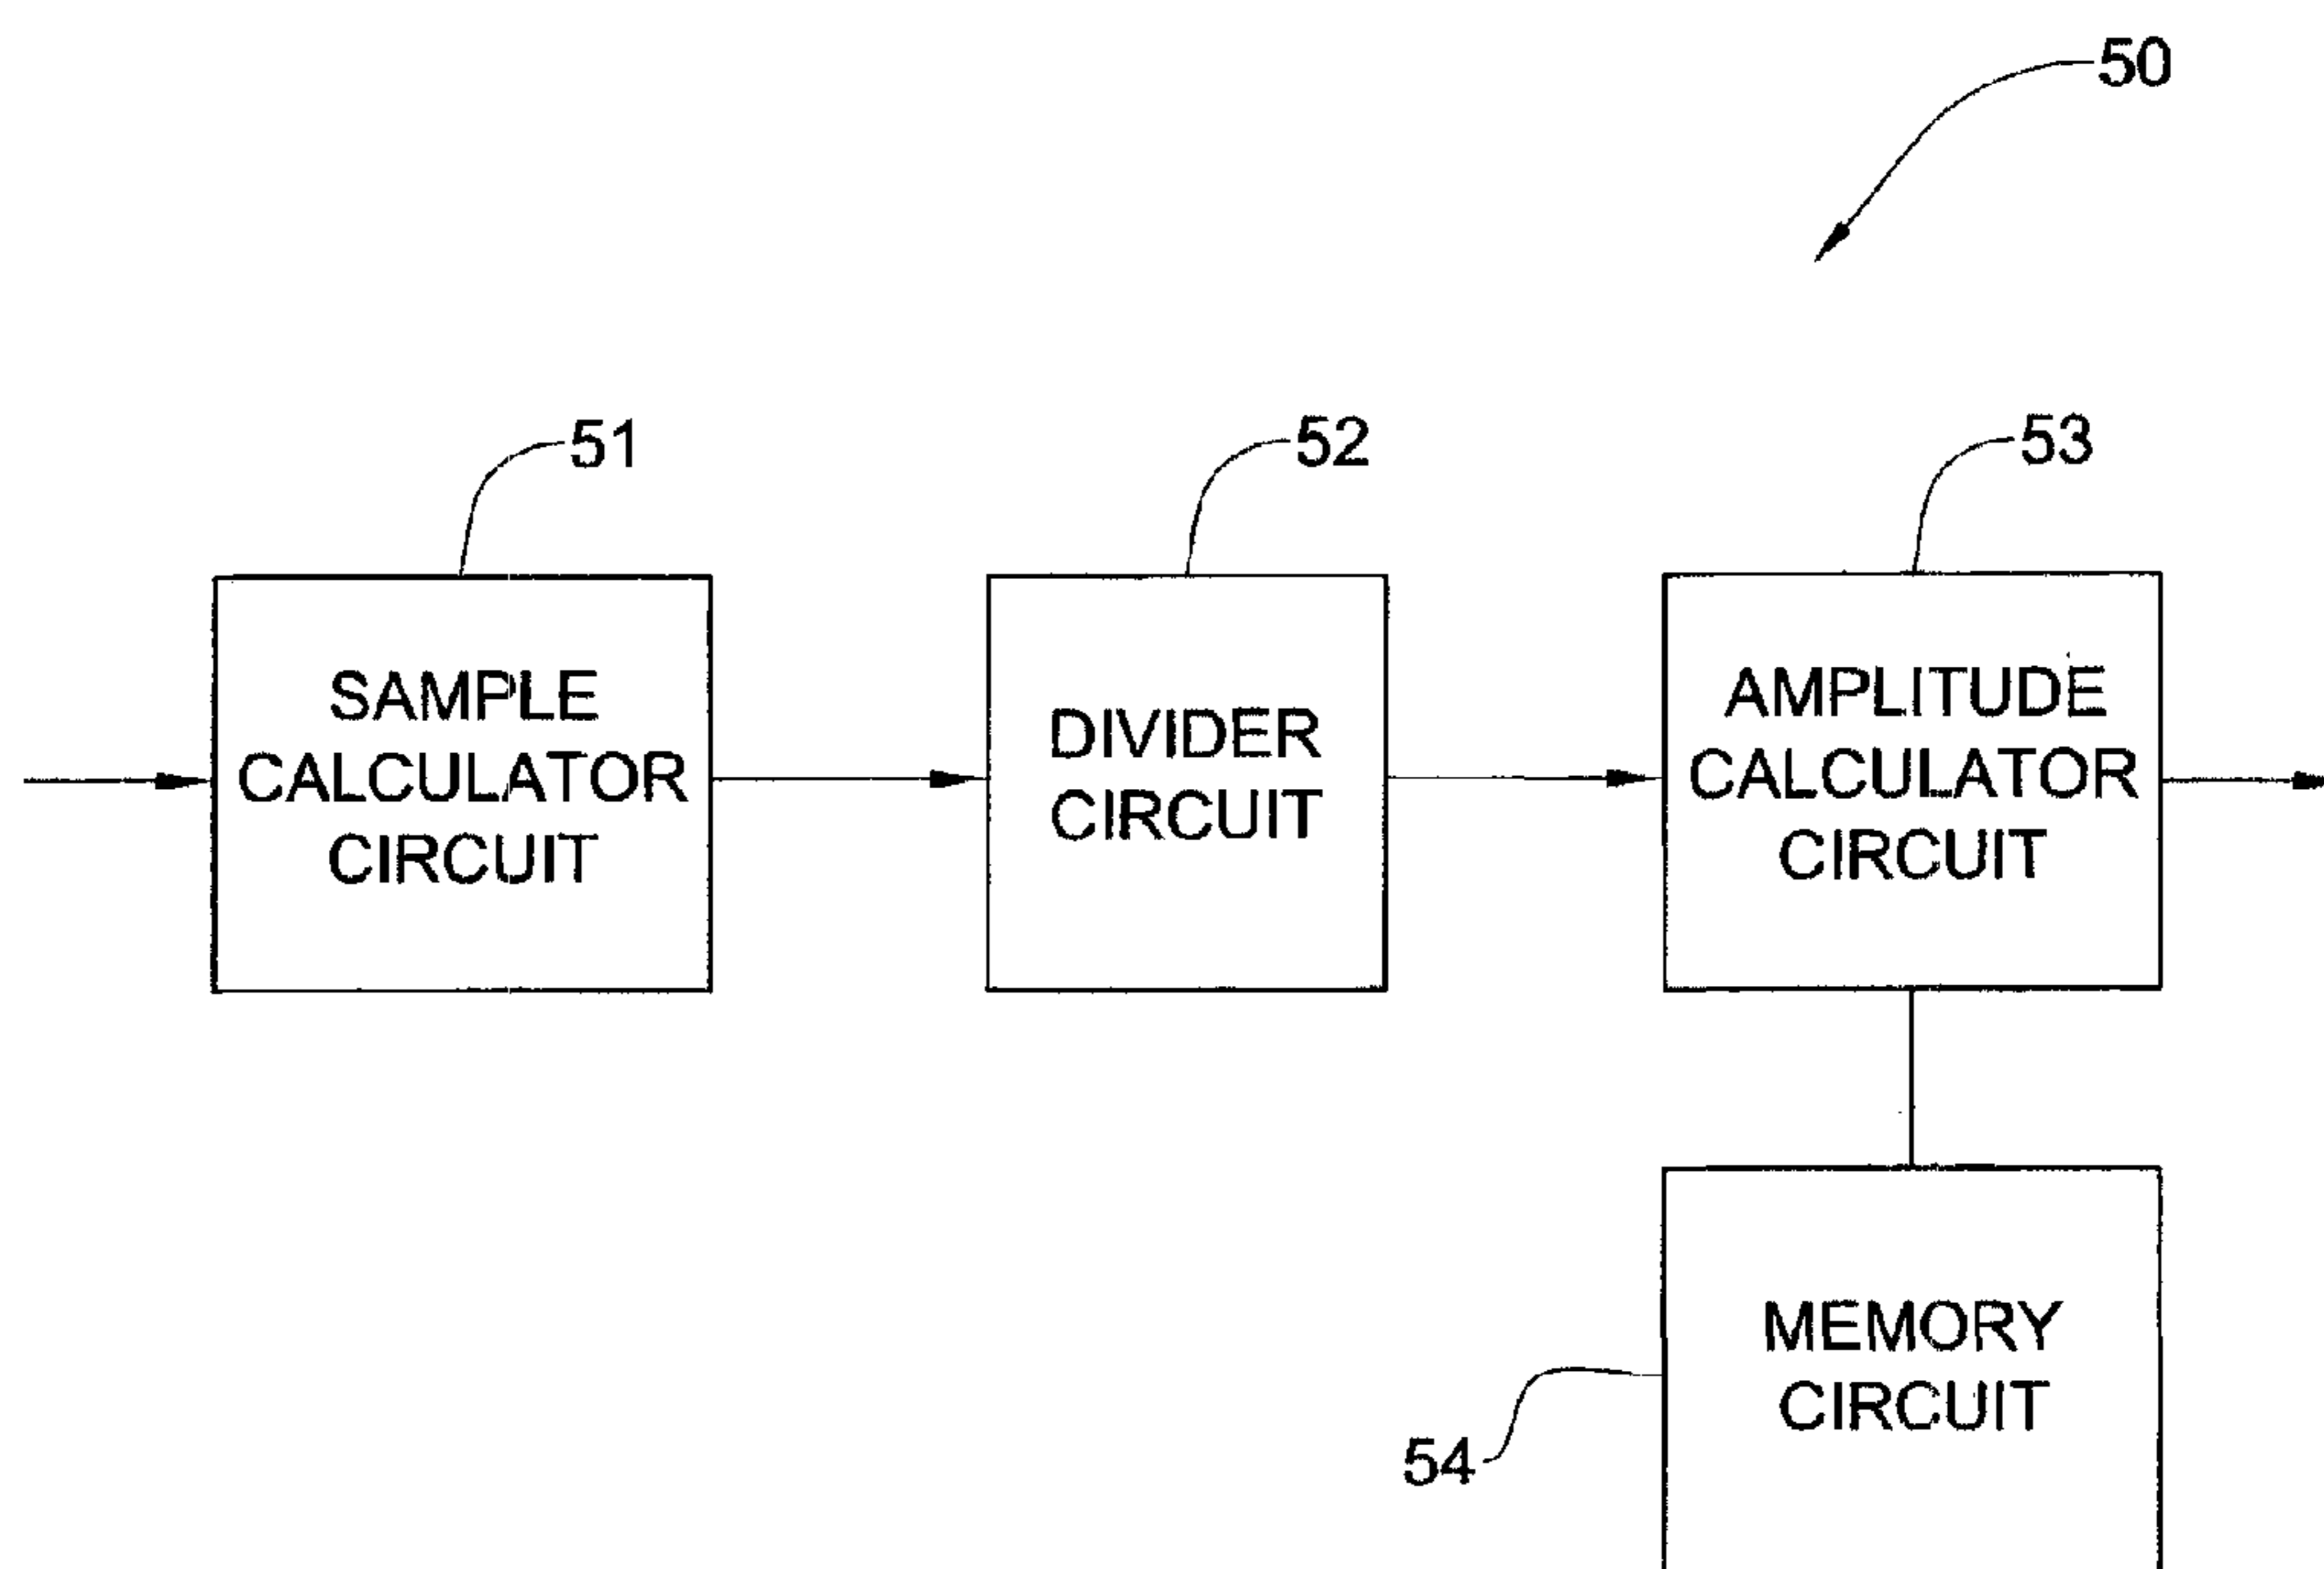 50
51
52
53
SAMPLE
CALCULATOR
CIRCUIT
DIVIDER
CIRCUIT
AMPLITUDE
CALCULATOR
CIRCUIT
MEMORY
CIRCUIT
54